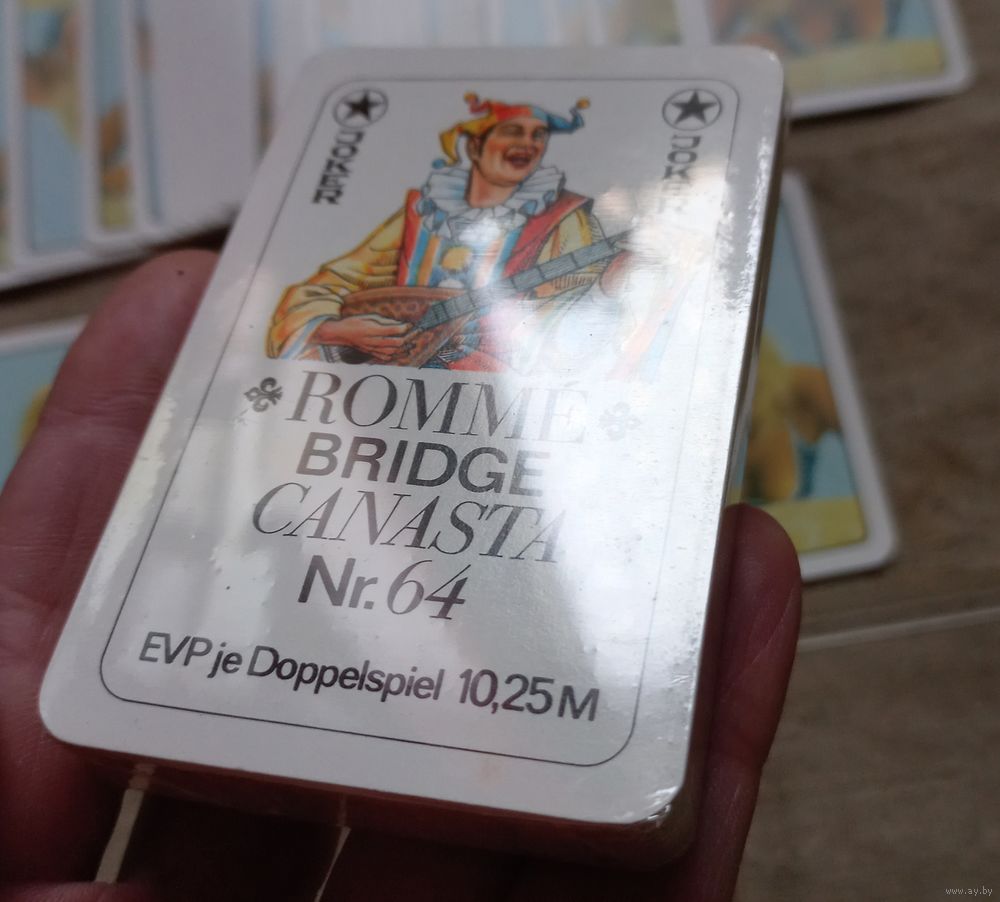 JOKER
JOKER
ROMMÉ
BRIDGE
CANASTA
Nr. 64
EVP je Doppelspiel 10,25 M
www.ay.by